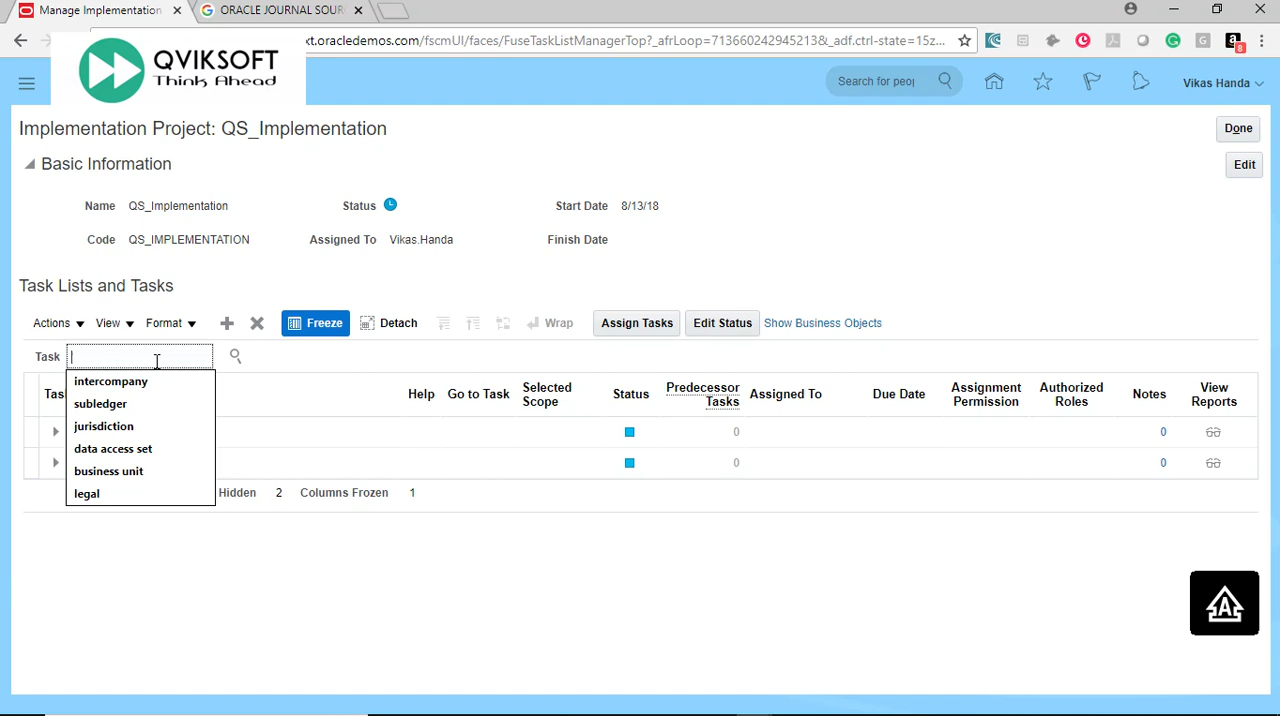 Manage Implementation
ORACLE JOURNAL SOUR
xt.oracledemos.com/fscmUI/faces/FuseTaskListManagerTop?_afrLoop=713660242945213&_adf.ctrl-state=15z...
8
QVIKSOFT
Think Ahead
Search for peop
Vikas Handa
Implementation Project: QS_Implementation
Done
Basic Information
Edit
Name QS_Implementation Status Start Date 8/13/18
Code QS_IMPLEMENTATION Assigned To Vikas.Handa Finish Date
Task Lists and Tasks
Actions View Format Freeze Detach Wrap Assign Tasks Edit Status Show Business Objects
Task
intercompany
subledger
jurisdiction
data access set
business unit
legal
Help Go to Task Selected Scope Status Predecessor Tasks Assigned To Due Date Assignment Permission Authorized Roles Notes View Reports
0 0
0 0
Hidden 2 Columns Frozen 1
A